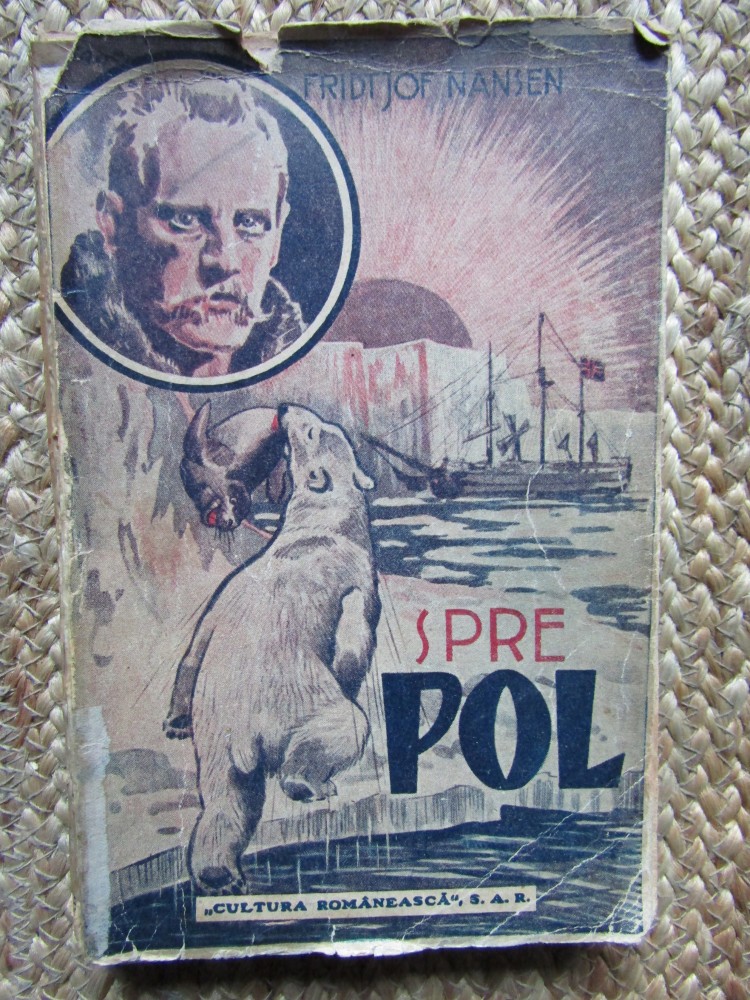 FRIDTJOF NANSEN
SPRE
POL
„CULTURA ROMÂNEASCĂ“, S. A. R.